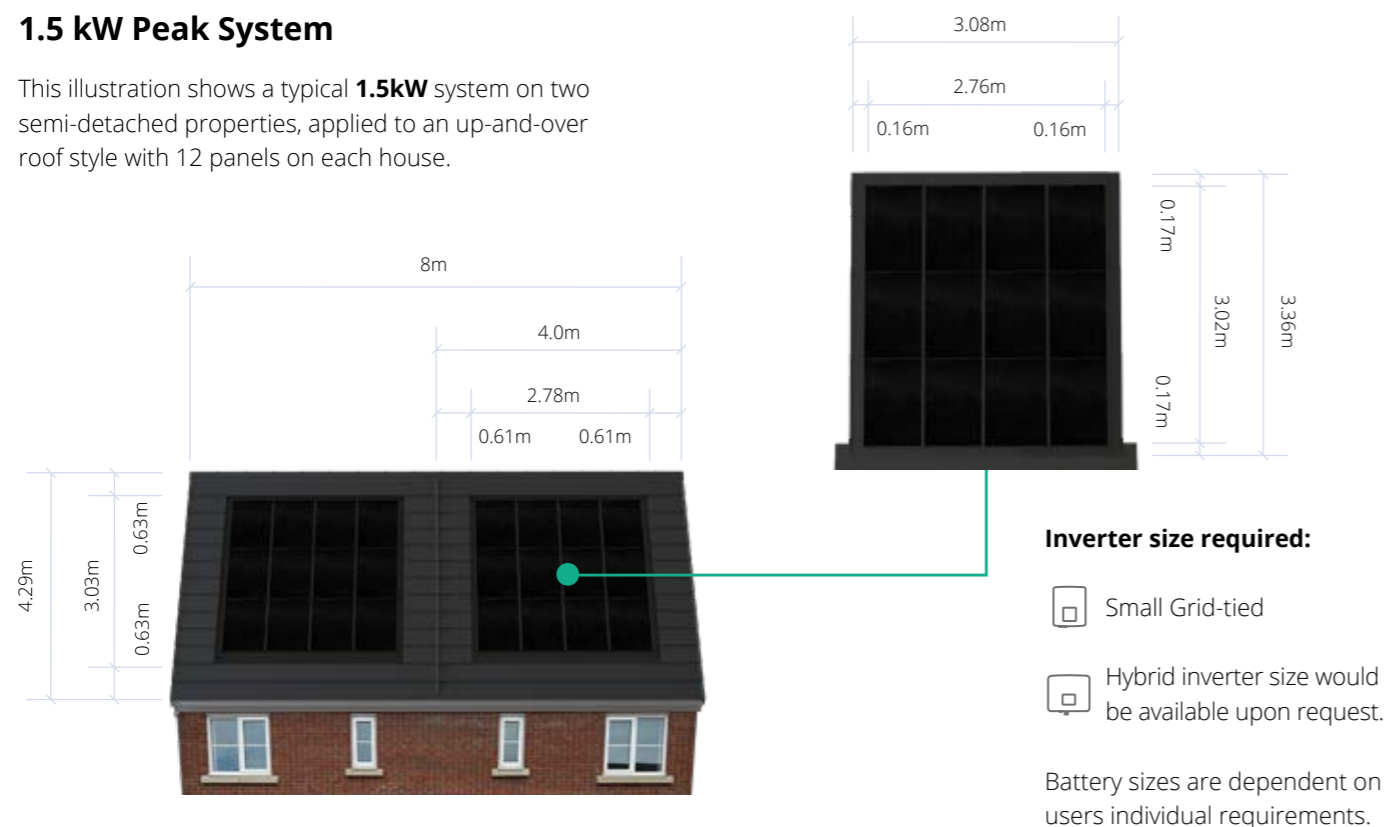 1.5 kW Peak System
This illustration shows a typical 1.5kW system on two
semi-detached properties, applied to an up-and-over
roof style with 12 panels on each house.
3.08m
2.76m
0.16m
0.16m
0.17m
3.02m
3.36m
0.17m
8m
4.0m
2.78m
0.61m
0.61m
0.63m
4.29m
3.03m
0.63m
Inverter size required:
Small Grid-tied
Hybrid inverter size would
be available upon request.
Battery sizes are dependent on
users individual requirements.